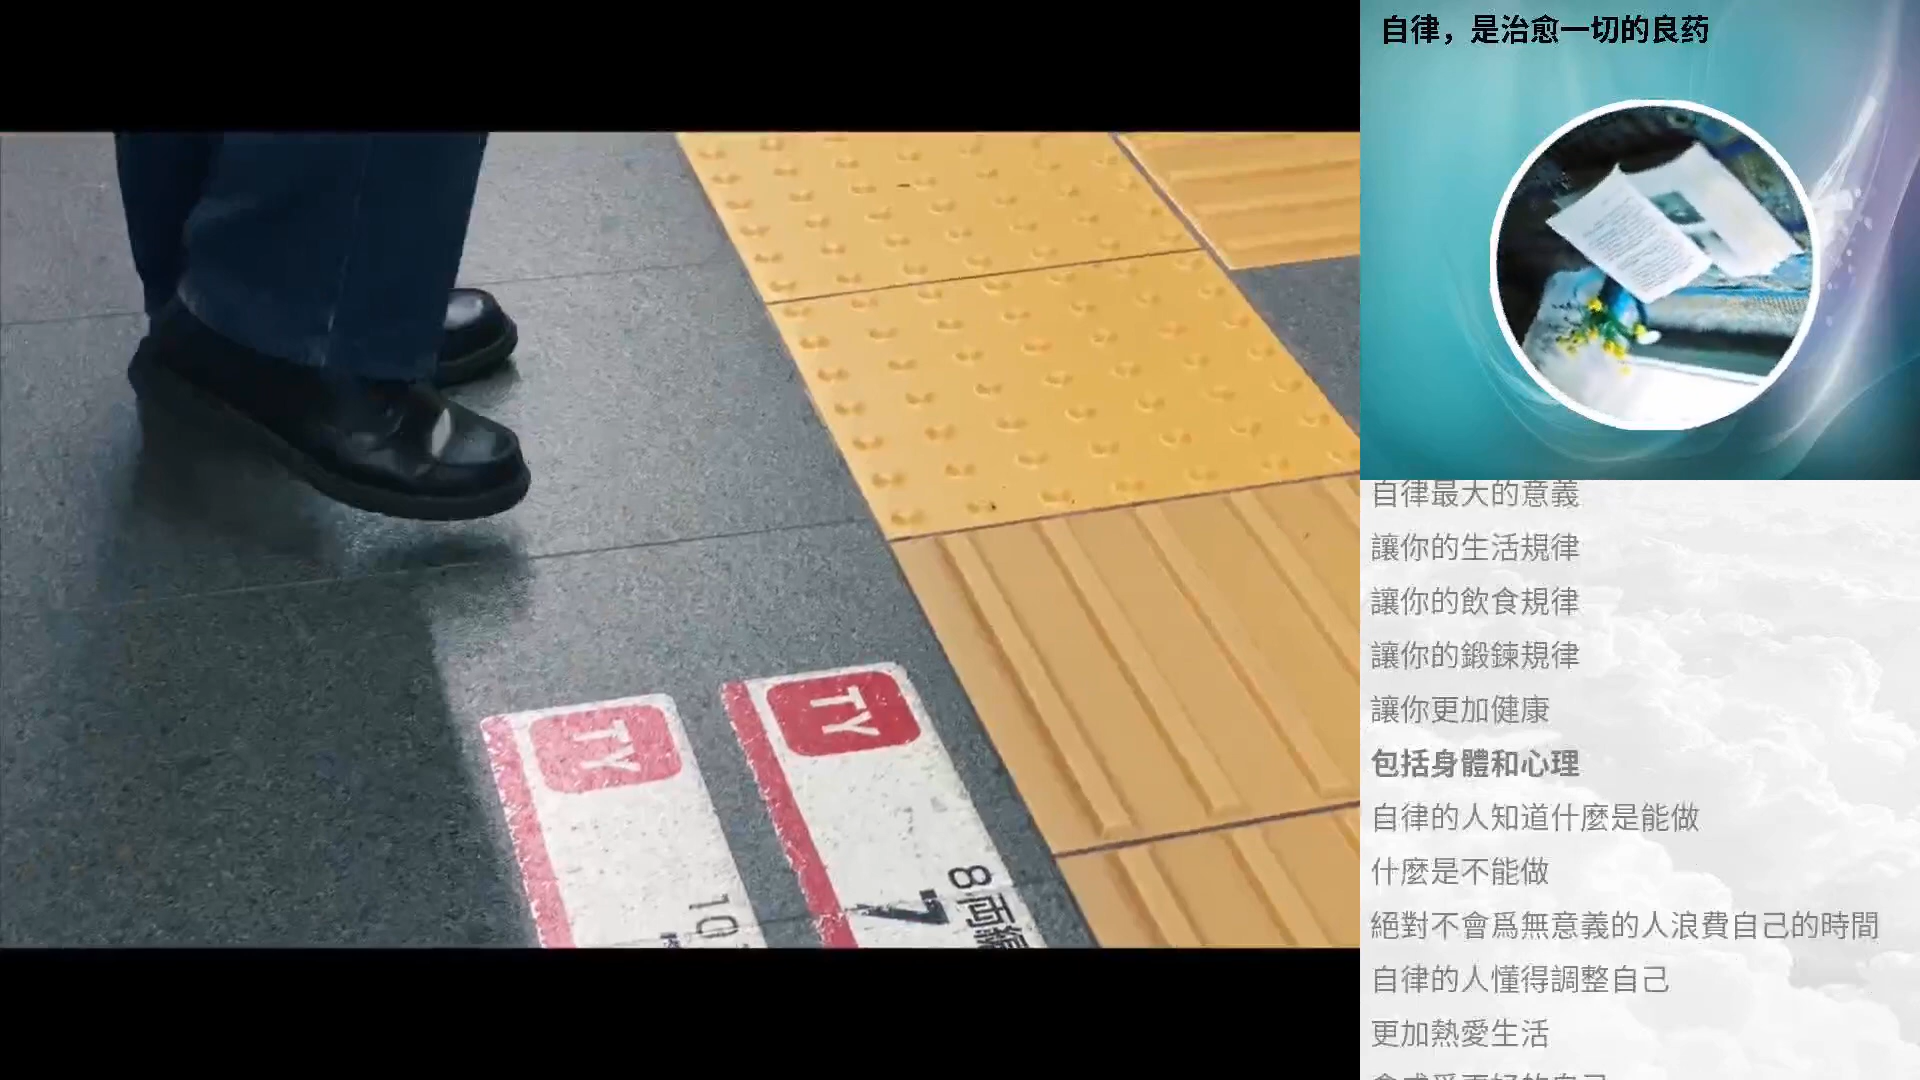 自律，是治愈一切的良药
TY
TY
10
7
8両編
自律最大的意義
讓你的生活規律
讓你的飲食規律
讓你的鍛鍊規律
讓你更加健康
包括身體和心理
自律的人知道什麼是能做
什麼是不能做
絕對不會爲無意義的人浪費自己的時間
自律的人懂得調整自己
更加熱愛生活